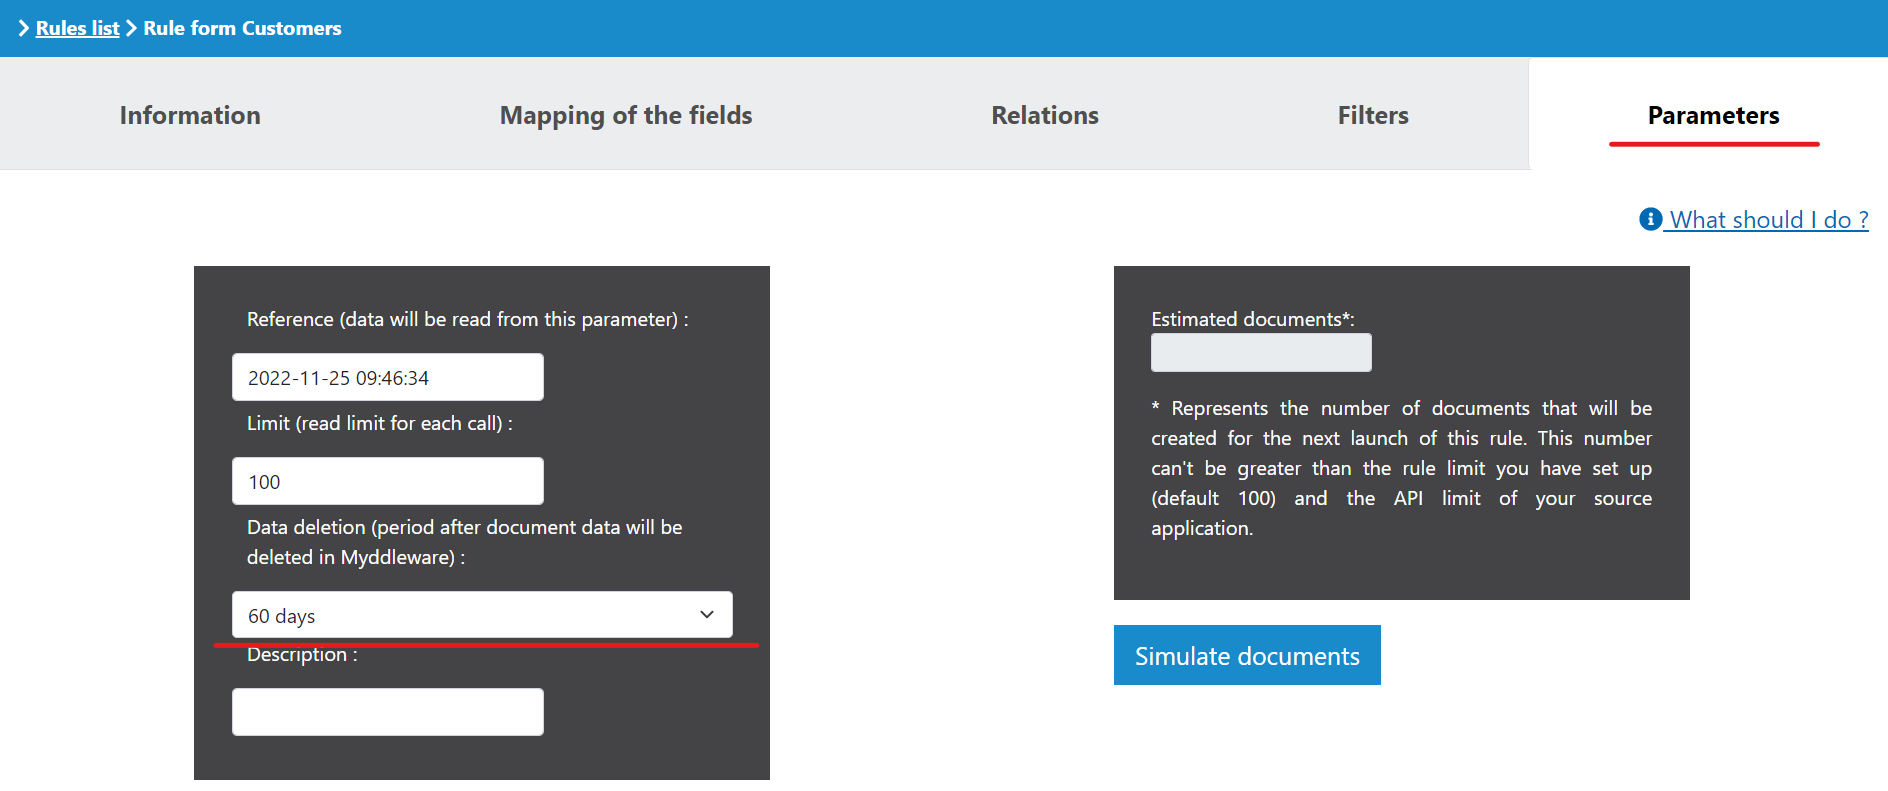 Rules list Rule form Customers
Information Mapping of the fields Relations Filters Parameters
What should I do ?
Reference (data will be read from this parameter) :
2022-11-25 09:46:34
Limit (read limit for each call) :
100
Data deletion (period after document data will be
deleted in Myddleware) :
60 days
Description :
Estimated documents*:
* Represents the number of documents that will be
created for the next launch of this rule. This number
can't be greater than the rule limit you have set up
(default 100) and the API limit of your source
application.
Simulate documents